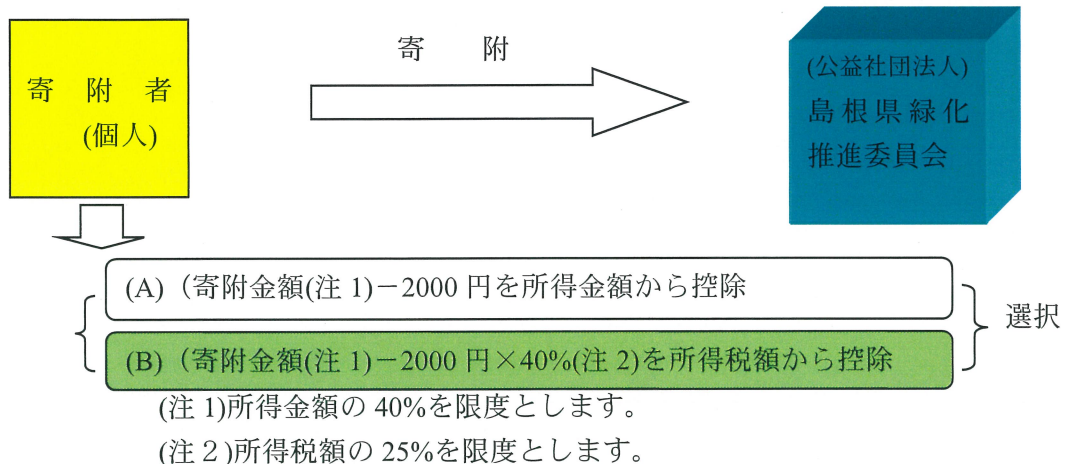 寄　附　者
(個人)
寄　　附
(公益社団法人)
島根県緑化
推進委員会
(A)（寄附金額(注 1)－2000 円を所得金額から控除
(B)（寄附金額(注 1)－2000 円×40%(注 2)を所得税額から控除
選択
(注 1)所得金額の 40%を限度とします。
(注２)所得税額の 25%を限度とします。